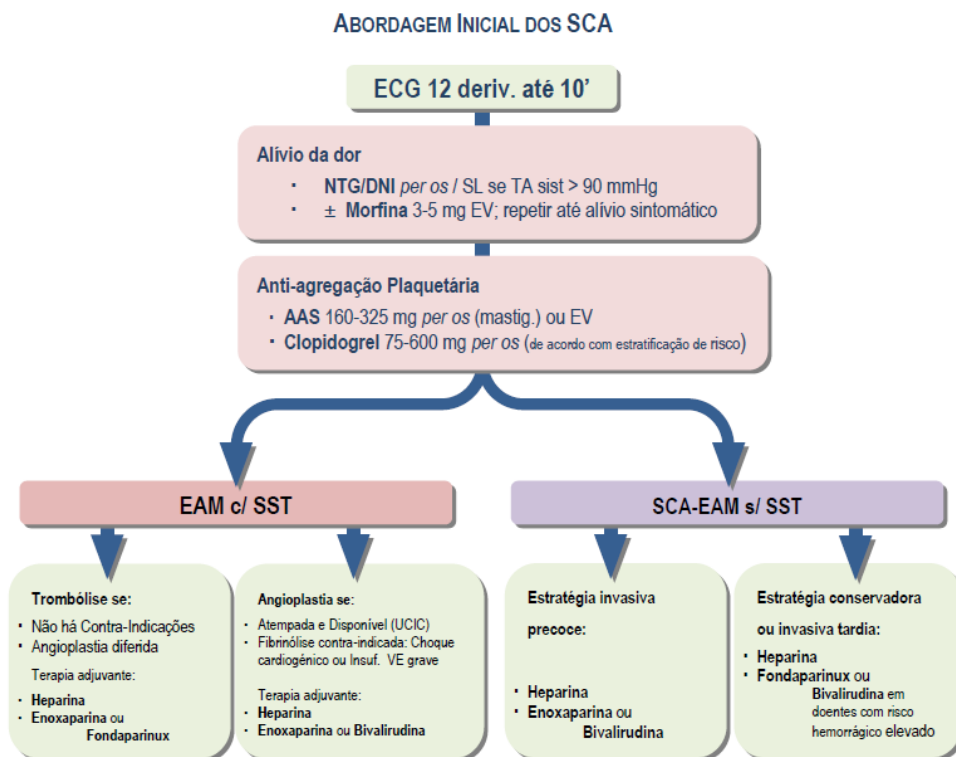 ABORDAGEM INICIAL DOS SCA
ECG 12 deriv. até 10’
Alívio da dor
· NTG/DNI per os / SL se TA sist > 90 mmHg
· ± Morfina 3-5 mg EV; repetir até alívio sintomático
Anti-agregação Plaquetária
· AAS 160-325 mg per os (mastig.) ou EV
· Clopidogrel 75-600 mg per os (de acordo com estratificação de risco)
EAM c/ SST
SCA-EAM s/ SST
Trombólise se:
· Não há Contra-Indicações
· Angioplastia diferida
Terapia adjuvante:
· Heparina
· Enoxaparina ou
Fondaparinux
Angioplastia se:
· Atempada e Disponível (UCIC)
· Fibrinólise contra-indicada: Choque
cardiogénico ou Insuf. VE grave
Terapia adjuvante:
· Heparina
· Enoxaparina ou Bivalirudina
Estratégia invasiva
precoce:
· Heparina
· Enoxaparina ou
Bivalirudina
Estratégia conservadora
ou invasiva tardia:
· Heparina
· Fondaparinux ou
Bivalirudina em
doentes com risco
hemorrágico elevado